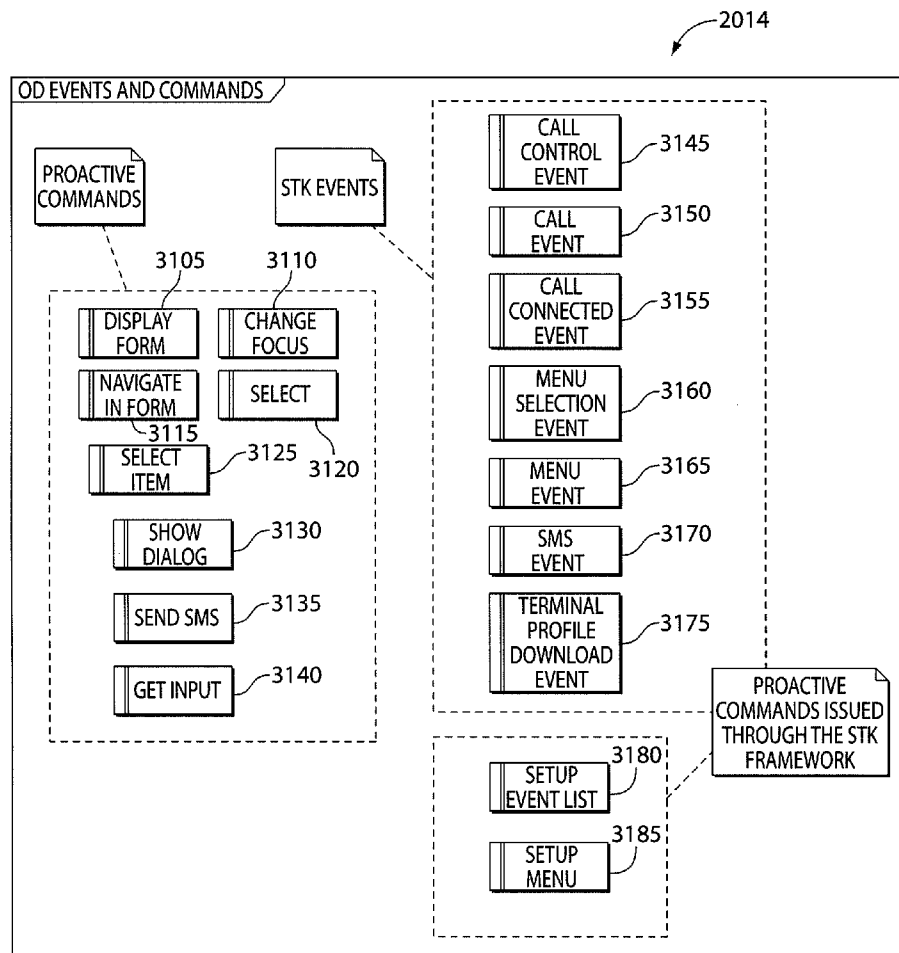 2014
OD EVENTS AND COMMANDS
PROACTIVE
COMMANDS
STK EVENTS
3105
DISPLAY
FORM
3110
CHANGE
FOCUS
NAVIGATE
IN FORM
3115
SELECT
3120
SELECT
ITEM
3125
SHOW
DIALOG
3130
SEND SMS
3135
GET INPUT
3140
CALL
CONTROL
EVENT
3145
CALL
EVENT
3150
CALL
CONNECTED
EVENT
3155
MENU
SELECTION
EVENT
3160
MENU
EVENT
3165
SMS
EVENT
3170
TERMINAL
PROFILE
DOWNLOAD
EVENT
3175
PROACTIVE
COMMANDS ISSUED
THROUGH THE STK
FRAMEWORK
SETUP
EVENT LIST
3180
SETUP
MENU
3185